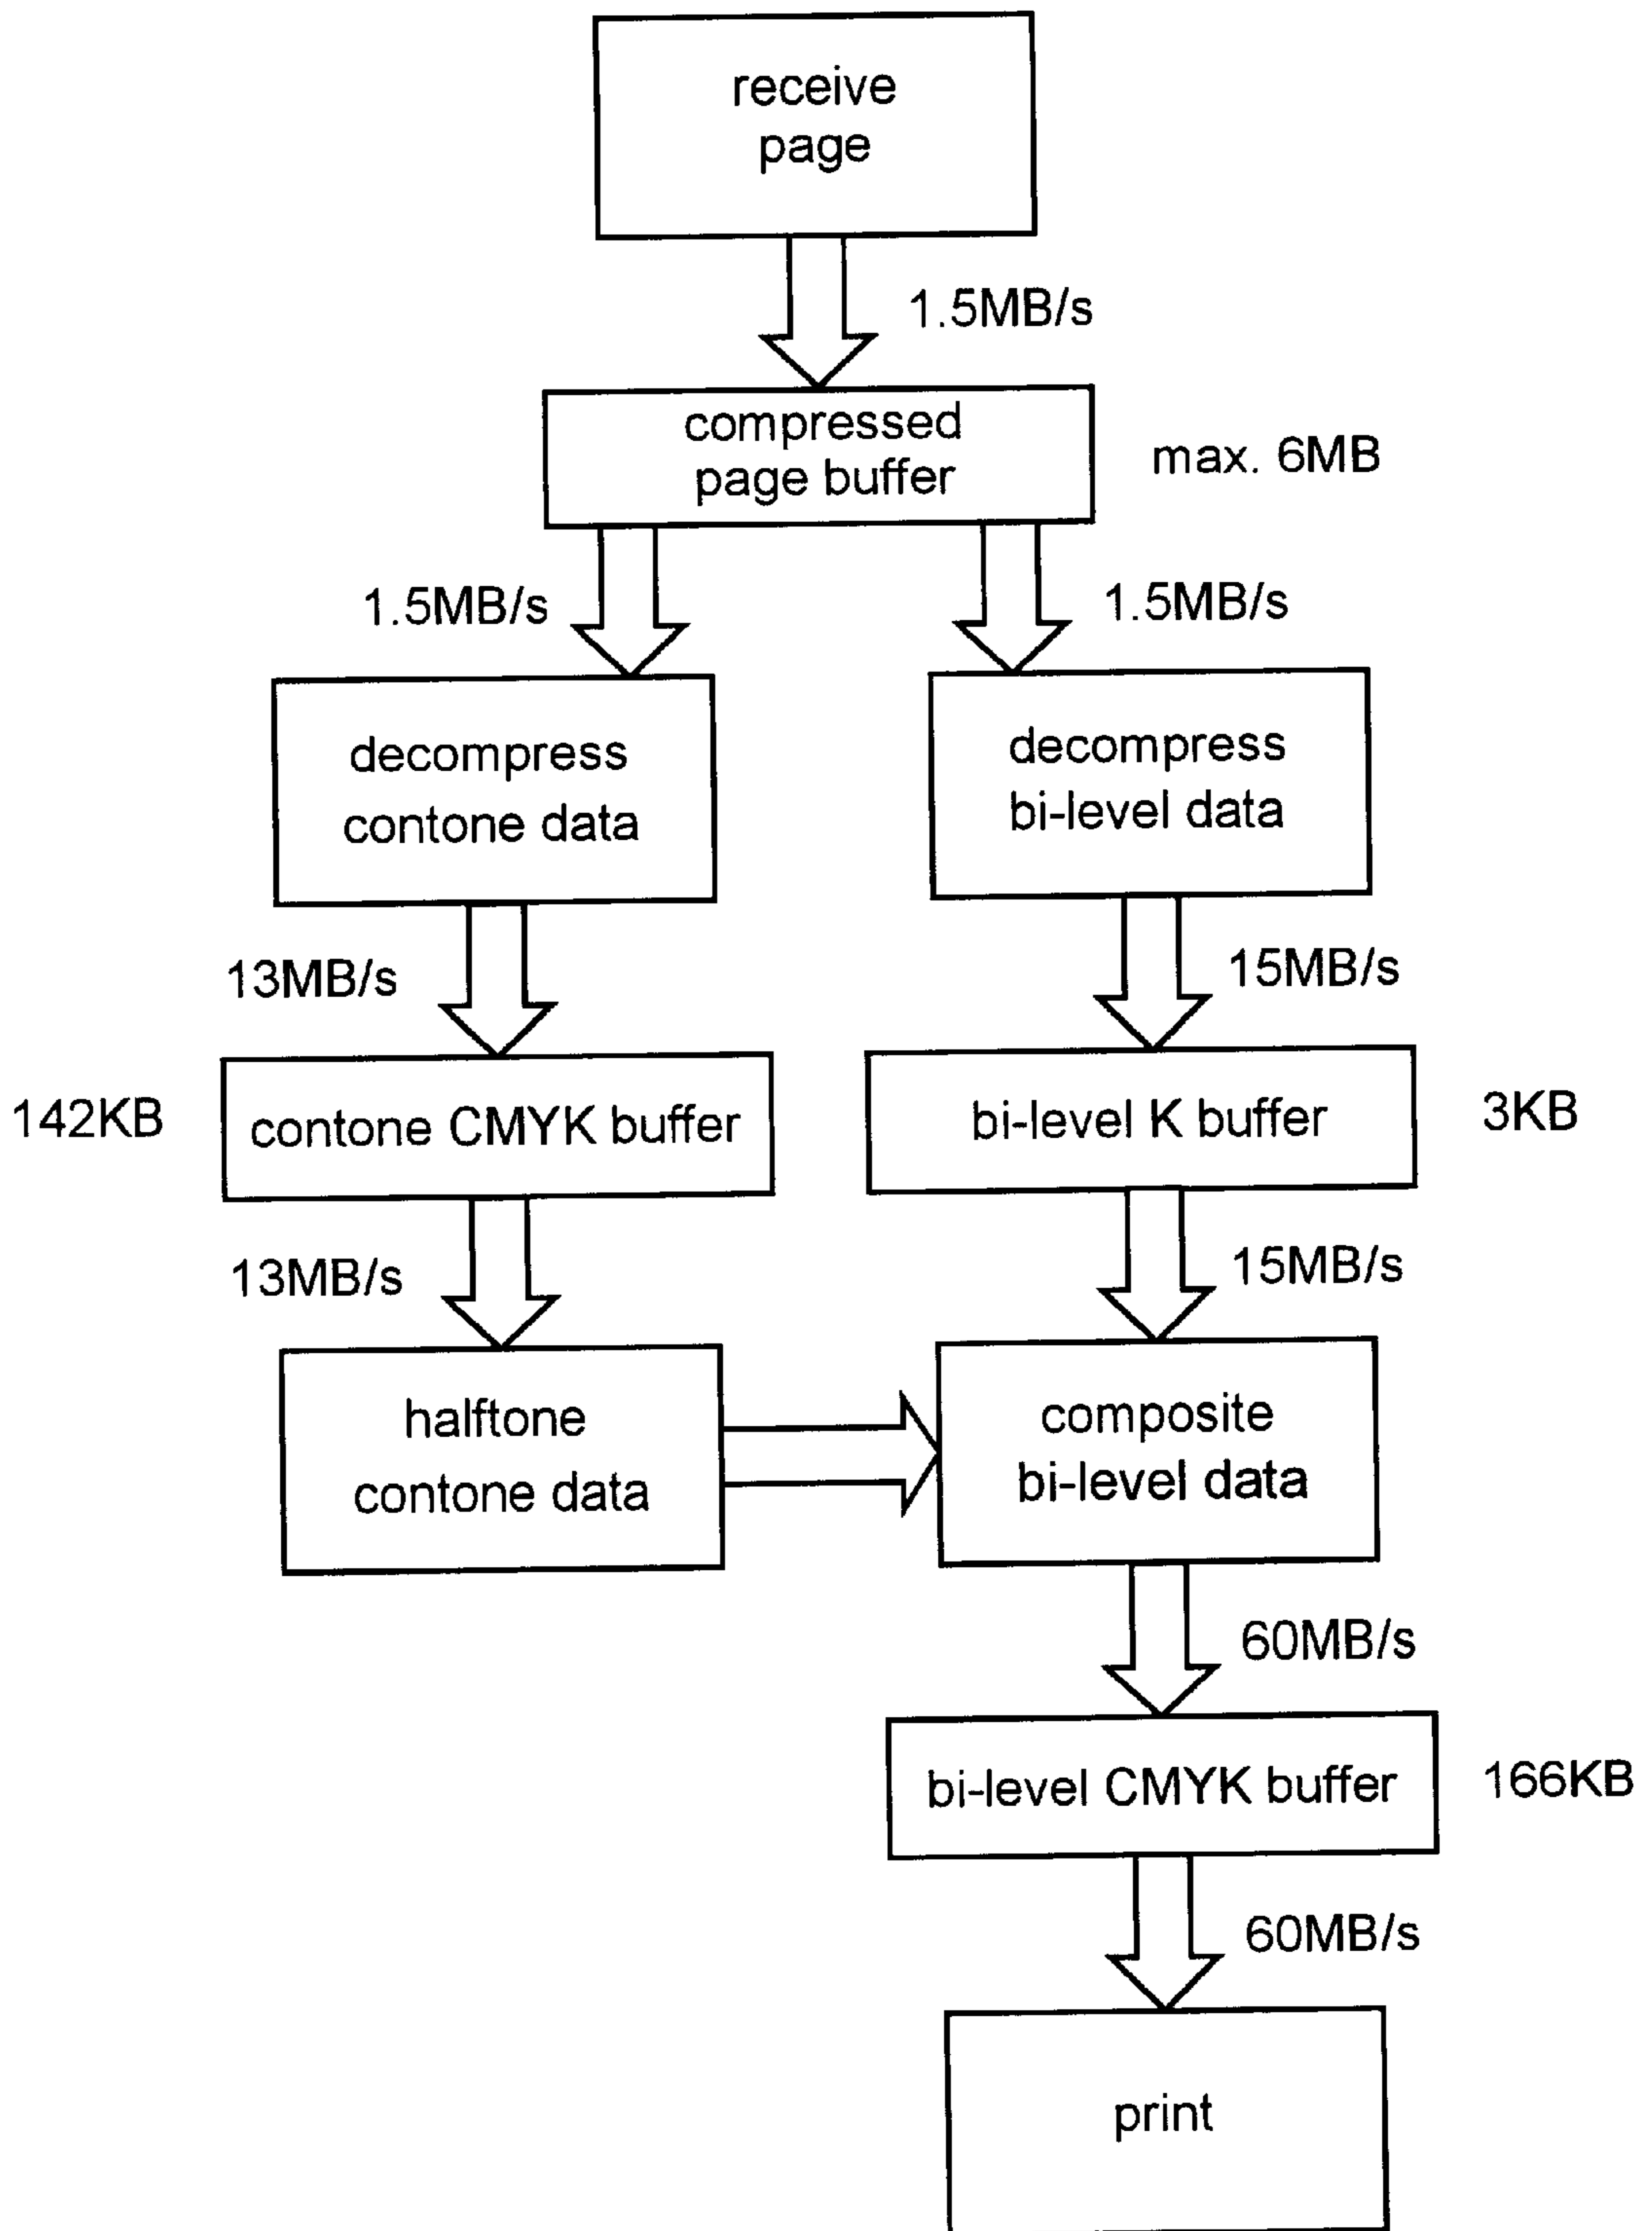 receive
page
1.5MB/s
compressed
page buffer
max. 6MB
1.5MB/s
1.5MB/s
decompress
contone data
decompress
bi-level data
13MB/s
15MB/s
142KB
contone CMYK buffer
bi-level K buffer
3KB
13MB/s
15MB/s
halftone
contone data
composite
bi-level data
60MB/s
bi-level CMYK buffer
166KB
60MB/s
print